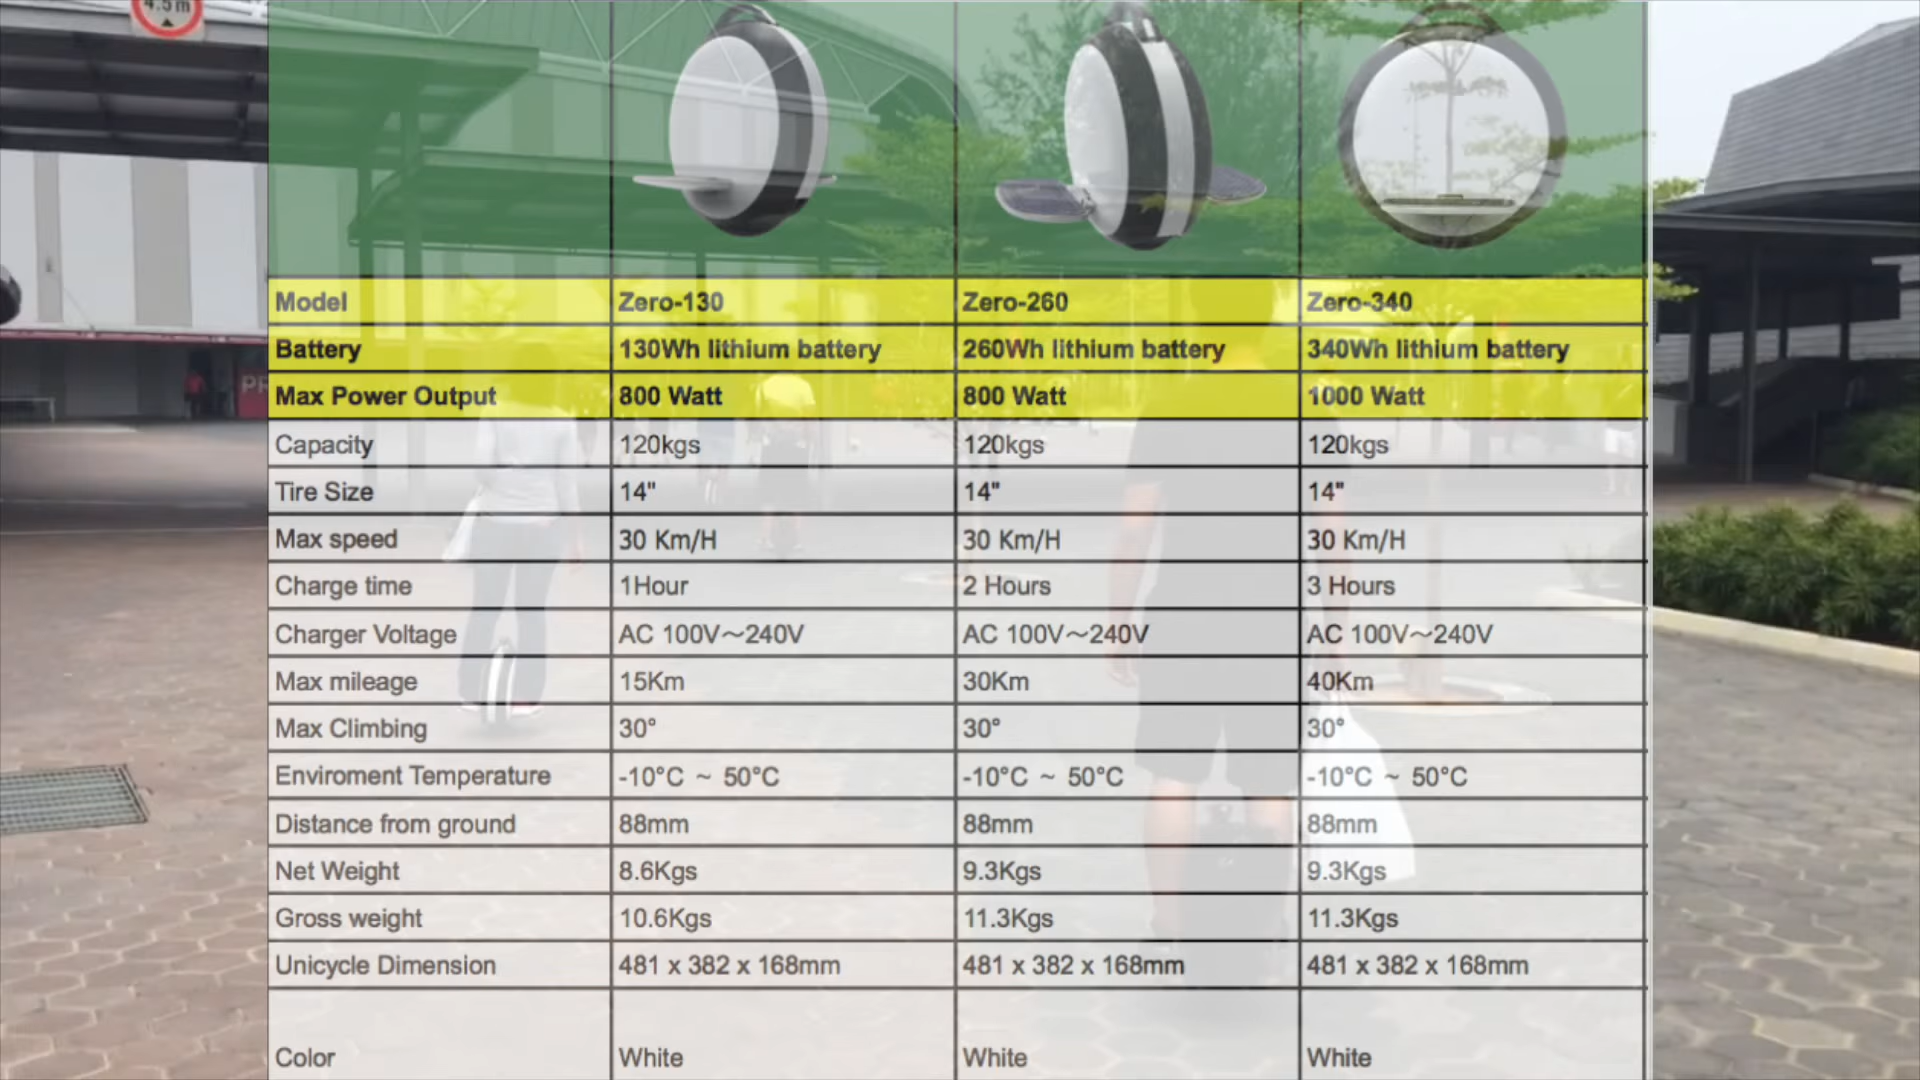 4.5m
PR
Model Zero-130 Zero-260 Zero-340
Battery 130Wh lithium battery 260Wh lithium battery 340Wh lithium battery
Max Power Output 800 Watt 800 Watt 1000 Watt
Capacity 120kgs 120kgs 120kgs
Tire Size 14" 14" 14"
Max speed 30 Km/H 30 Km/H 30 Km/H
Charge time 1Hour 2 Hours 3 Hours
Charger Voltage AC 100V～240V AC 100V～240V AC 100V～240V
Max mileage 15Km 30Km 40Km
Max Climbing 30° 30° 30°
Enviroment Temperature -10°C ~ 50°C -10°C ~ 50°C -10°C ~ 50°C
Distance from ground 88mm 88mm 88mm
Net Weight 8.6Kgs 9.3Kgs 9.3Kgs
Gross weight 10.6Kgs 11.3Kgs 11.3Kgs
Unicycle Dimension 481 x 382 x 168mm 481 x 382 x 168mm 481 x 382 x 168mm
Color White White White